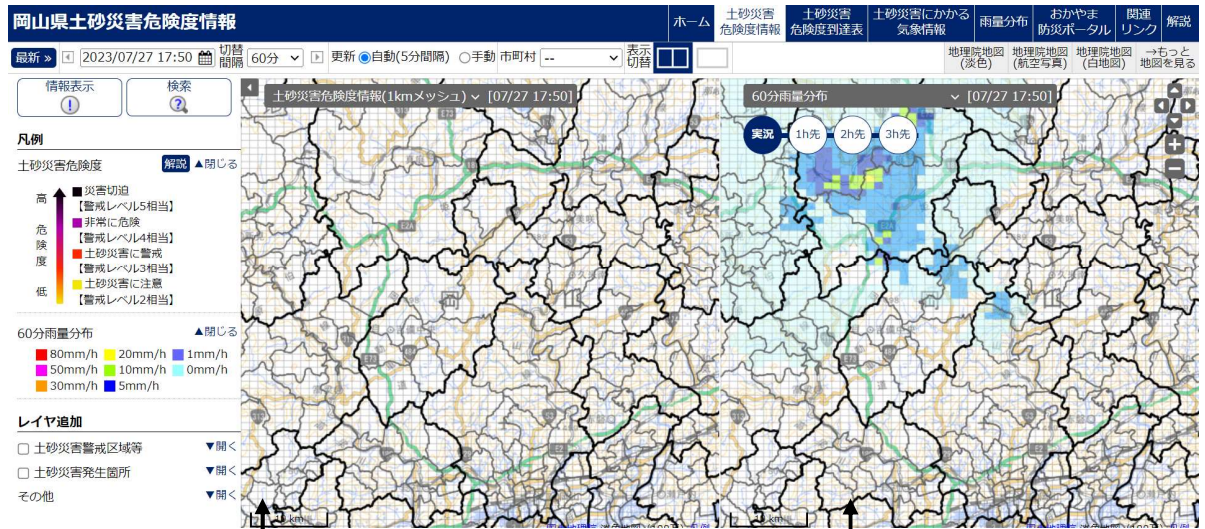 岡山県土砂災害危険度情報
ホーム
土砂災害
危険度情報
土砂災害
危険度到達表
土砂災害にかかる
気象情報
雨量分布
おかやま
防災ポータル
関連
リンク
解説
最新 »
2023/07/27 17:50
切替
間隔
60分
更新
自動(5分間隔)
手動
市町村
--
表示
切替
地理院地図
(淡色)
地理院地図
(航空写真)
地理院地図
(白地図)
→もっと
地図を見る
情報表示
検索
凡例
土砂災害危険度
解説
▲閉じる
高
危
険
度
低
災害切迫
【警戒レベル5相当】
非常に危険
【警戒レベル4相当】
土砂災害に警戒
【警戒レベル3相当】
土砂災害に注意
【警戒レベル2相当】
60分雨量分布
▲閉じる
80mm/h
20mm/h
1mm/h
50mm/h
10mm/h
0mm/h
30mm/h
5mm/h
レイヤ追加
土砂災害警戒区域等
▼開く
土砂災害発生箇所
▼開く
その他
▼開く
土砂災害危険度情報(1kmメッシュ)
[07/27 17:50]
60分雨量分布
[07/27 17:50]
実況
1h先
2h先
3h先
E2A
E2A
10 km
10 km